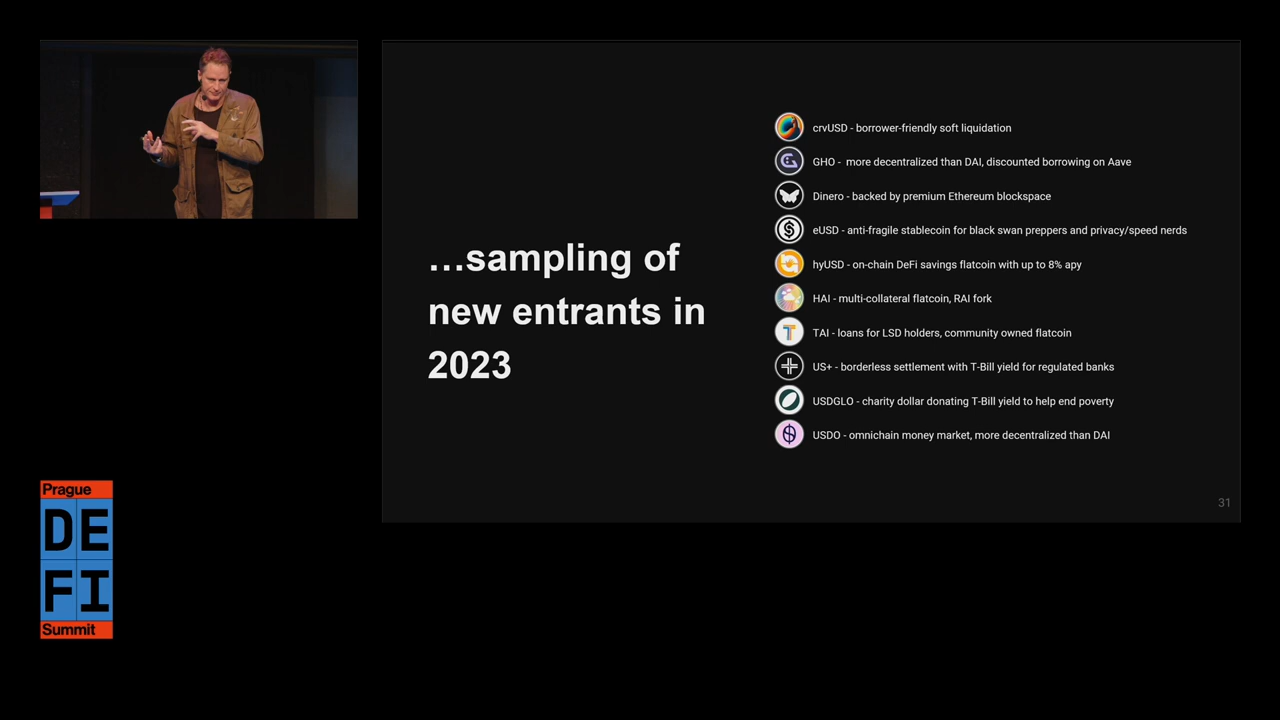 …sampling of
new entrants in
2023
crvUSD - borrower-friendly soft liquidation
GHO - more decentralized than DAI, discounted borrowing on Aave
Dinero - backed by premium Ethereum blockspace
eUSD - anti-fragile stablecoin for black swan preppers and privacy/speed nerds
hyUSD - on-chain DeFi savings flatcoin with up to 8% apy
HAI - multi-collateral flatcoin, RAI fork
TAI - loans for LSD holders, community owned flatcoin
US+ - borderless settlement with T-Bill yield for regulated banks
USDGLO - charity dollar donating T-Bill yield to help end poverty
USDO - omnichain money market, more decentralized than DAI
31
Prague
DE
FI
Summit